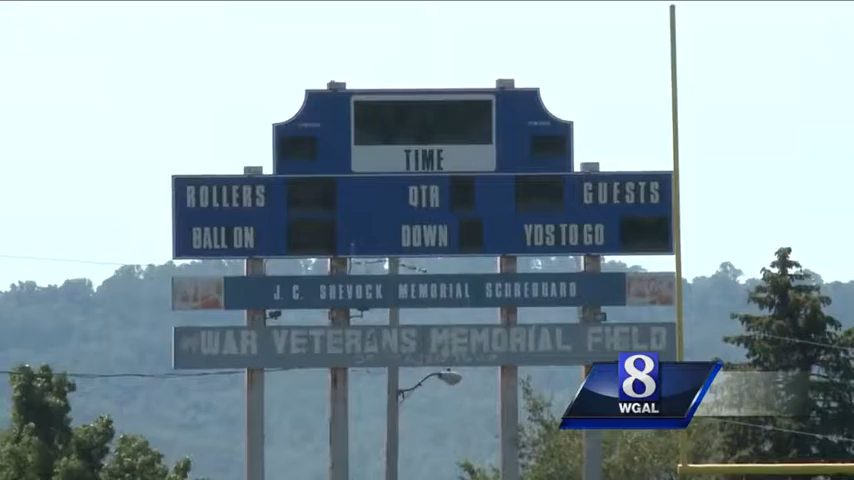 TIME
ROLLERS QTR GUESTS
BALL ON DOWN YDS TO GO
J. C. SHEVOCK MEMORIAL SCOREBOARD
WAR VETERANS MEMORIAL FIELD
8
WGAL